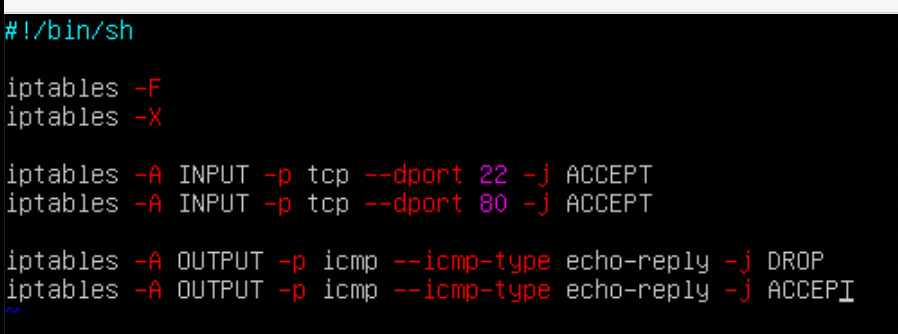 #!/bin/sh
iptables -F
iptables -X
iptables -A INPUT -p tcp --dport 22 -j ACCEPT
iptables -A INPUT -p tcp --dport 80 -j ACCEPT
iptables -A OUTPUT -p icmp --icmp-type echo-reply -j DROP
iptables -A OUTPUT -p icmp --icmp-type echo-reply -j ACCEPT
~